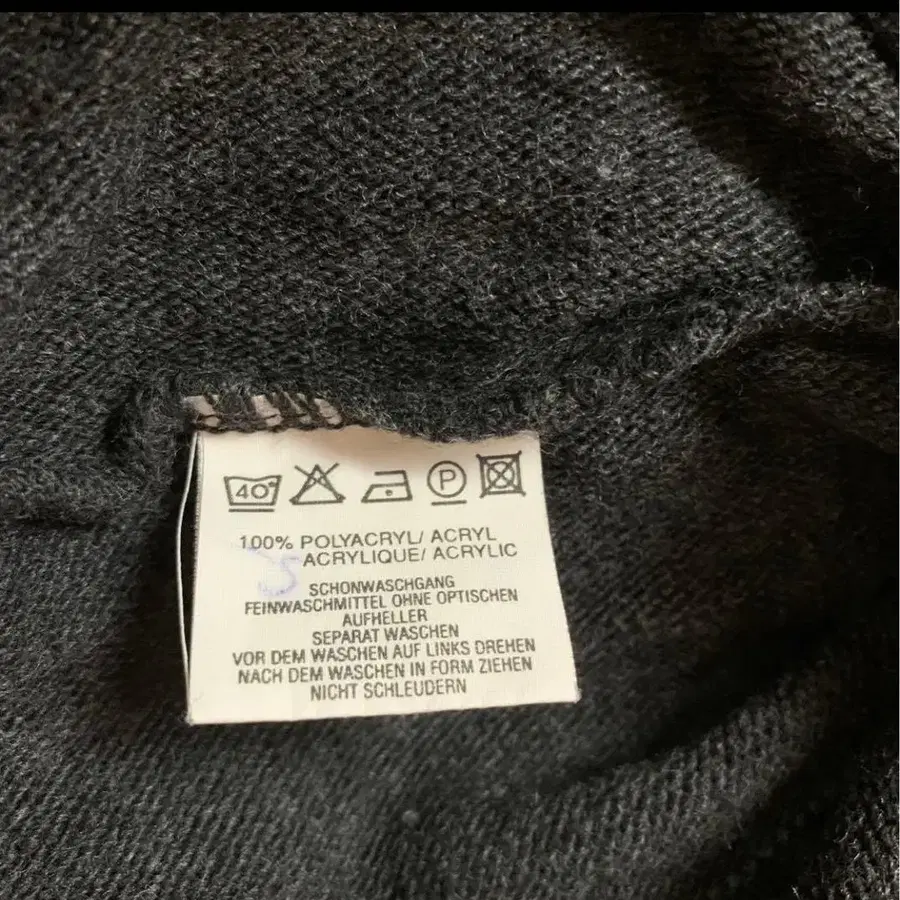 40°
P
100% POLYACRYL/ ACRYL
ACRYLIQUE/ ACRYLIC
SCHONWASCHGANG
FEINWASCHMITTEL OHNE OPTISCHEN
AUFHELLER
SEPARAT WASCHEN
VOR DEM WASCHEN AUF LINKS DREHEN
NACH DEM WASCHEN IN FORM ZIEHEN
NICHT SCHLEUDERN